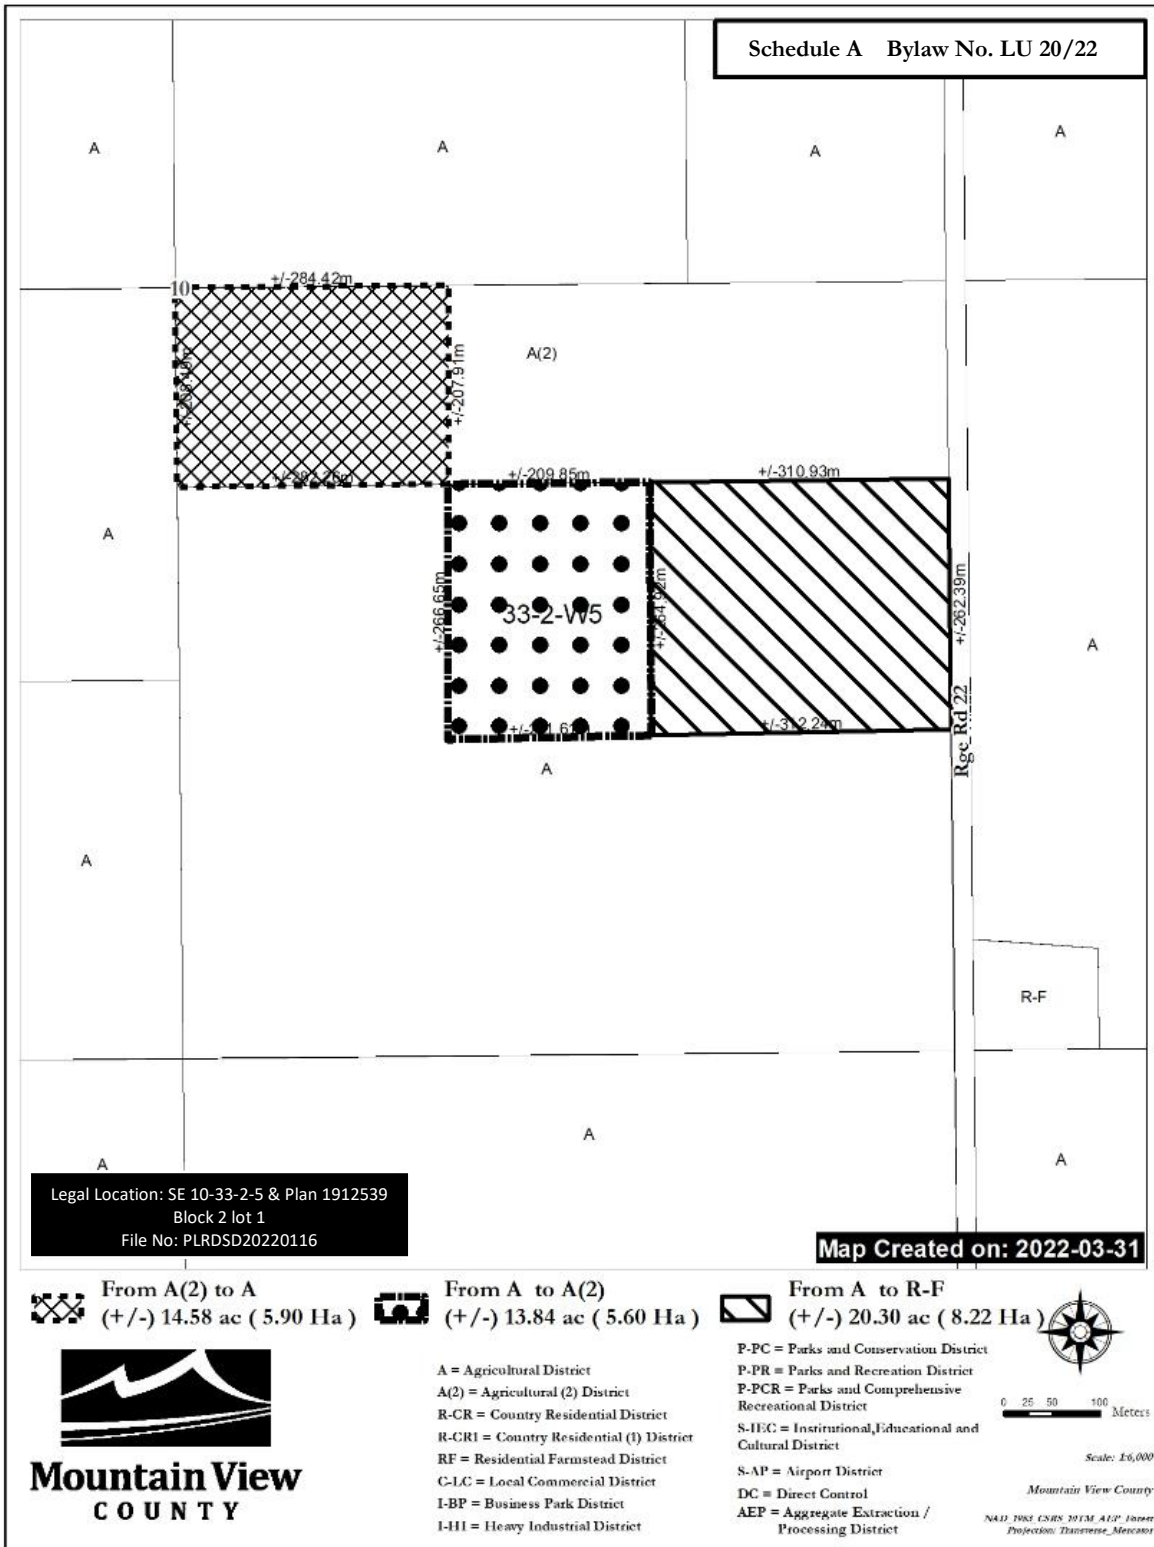 Schedule A Bylaw No. LU 20/22
A
A
A
A
10
+/-284.42m
A(2)
+/-207.91m
+/-209.85m
+/-310.93m
A
+/-266.65m
33-2-W5
+/-262.39m
A
+/-312.24m
Rge Rd 22
A
A
R-F
A
A
A
Legal Location: SE 10-33-2-5 & Plan 1912539
Block 2 lot 1
File No: PLRDSD20220116
Map Created on: 2022-03-31
From A(2) to A
(+/-) 14.58 ac ( 5.90 Ha )
From A to A(2)
(+/-) 13.84 ac ( 5.60 Ha )
From A to R-F
(+/-) 20.30 ac ( 8.22 Ha )
Mountain View
COUNTY
A = Agricultural District
A(2) = Agricultural (2) District
R-CR = Country Residential District
R-CR1 = Country Residential (1) District
RF = Residential Farmstead District
C-LC = Local Commercial District
I-BP = Business Park District
I-HI = Heavy Industrial District
P-PC = Parks and Conservation District
P-PR = Parks and Recreation District
P-PCR = Parks and Comprehensive
Recreational District
S-IEC = Institutional,Educational and
Cultural District
S-AP = Airport District
DC = Direct Control
AEP = Aggregate Extraction /
Processing District
0 25 50 100
Meters
Scale: 1:6,000
Mountain View County
NAD_1983_CSRS_10TM_AEP_Forest
Projection: Transverse_Mercator